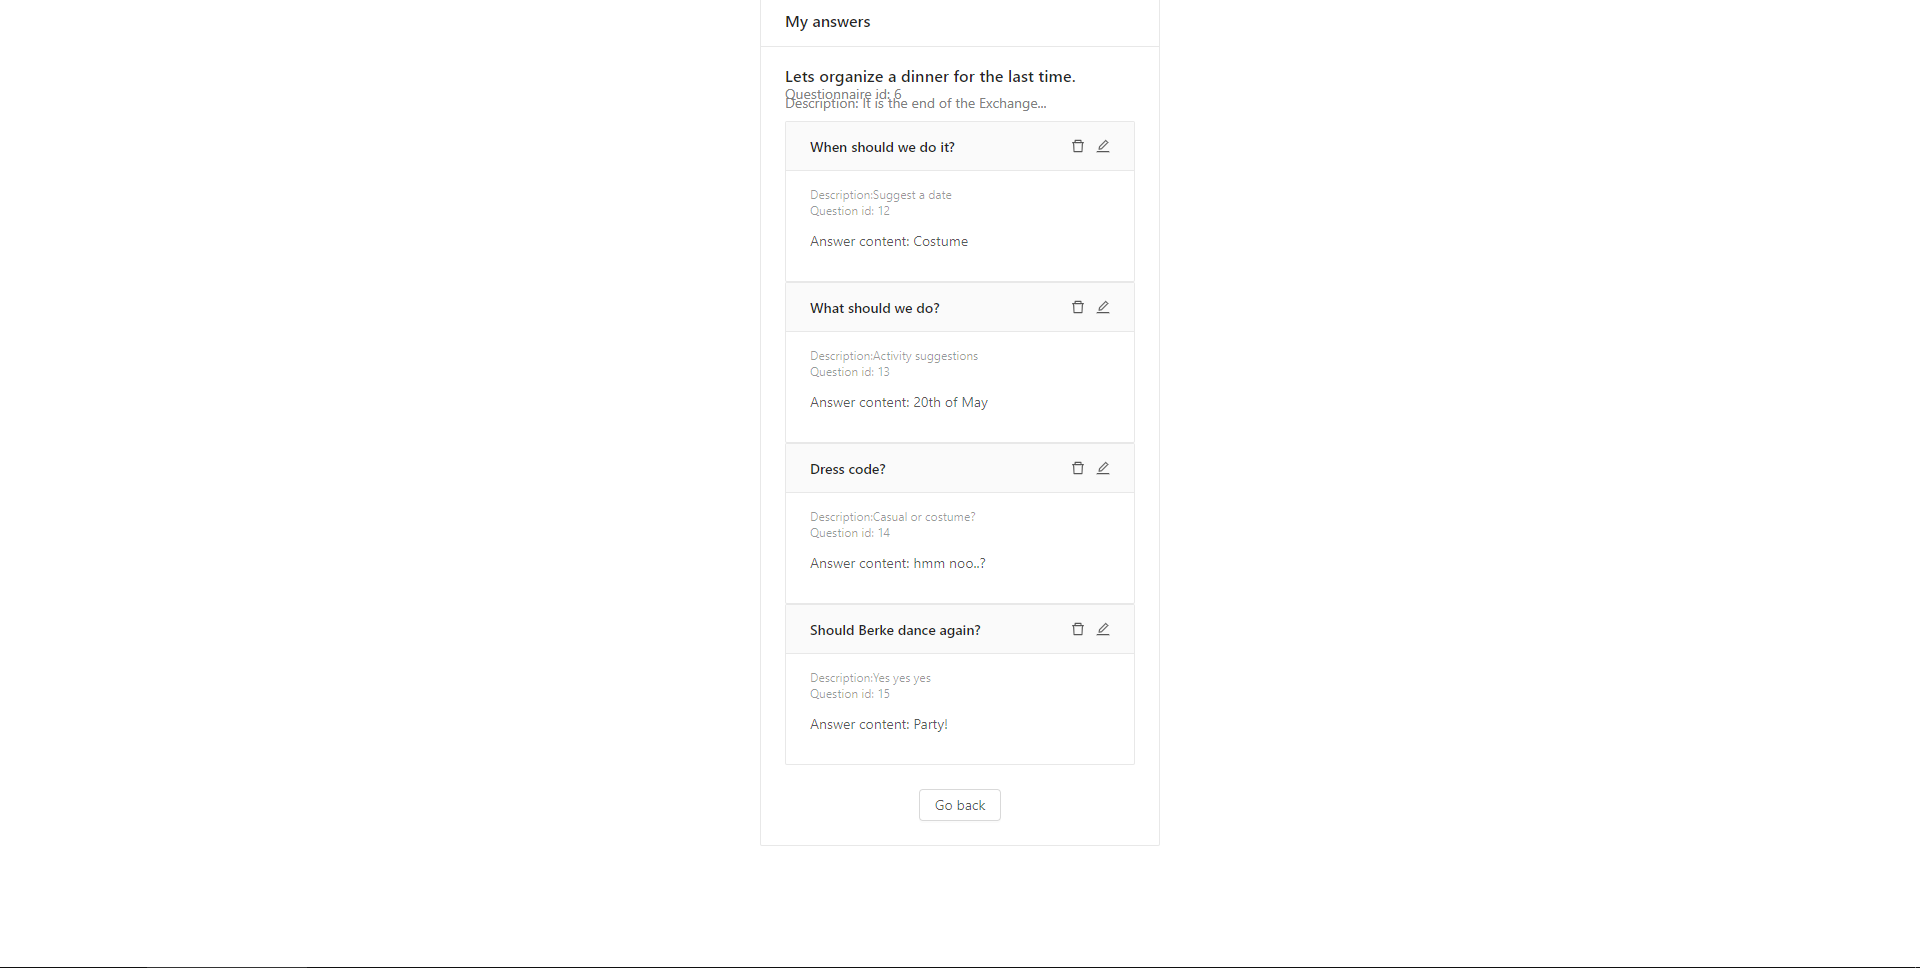 My answers
Lets organize a dinner for the last time.
Questionnaire id: 6
Description: It is the end of the Exchange...
When should we do it?
Description:Suggest a date
Question id: 12
Answer content: Costume
What should we do?
Description:Activity suggestions
Question id: 13
Answer content: 20th of May
Dress code?
Description:Casual or costume?
Question id: 14
Answer content: hmm noo..?
Should Berke dance again?
Description:Yes yes yes
Question id: 15
Answer content: Party!
Go back